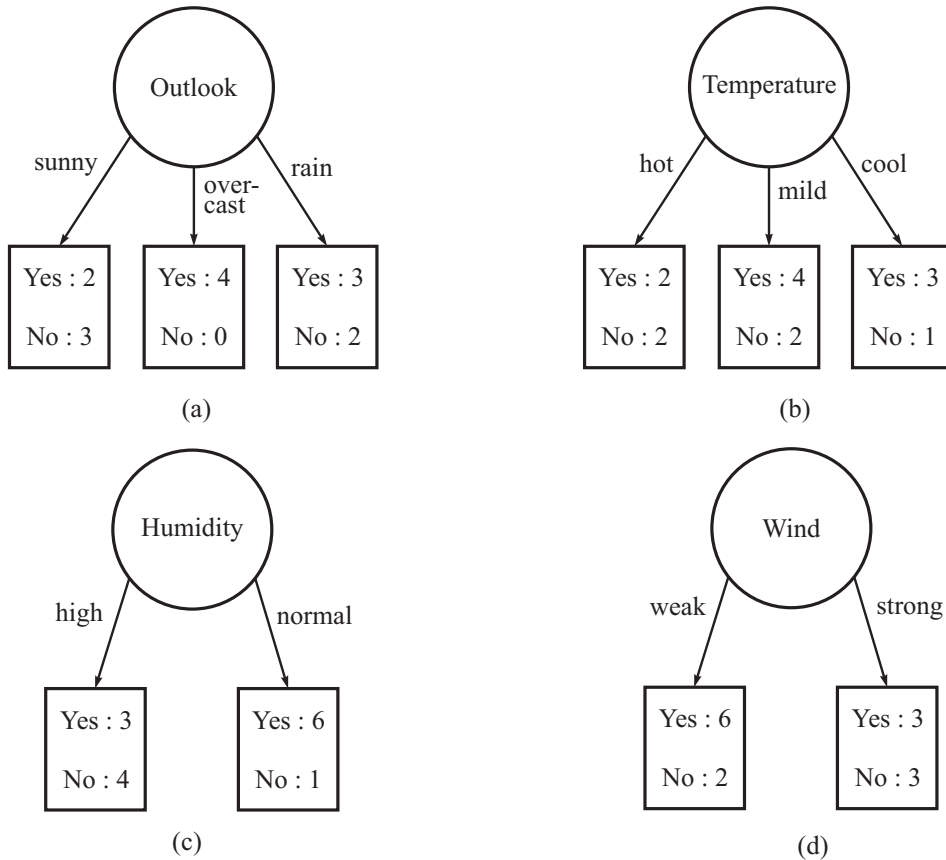 Outlook
sunny
over-
cast
rain
Yes : 2
No : 3
Yes : 4
No : 0
Yes : 3
No : 2
(a)
Temperature
hot
mild
cool
Yes : 2
No : 2
Yes : 4
No : 2
Yes : 3
No : 1
(b)
Humidity
high
normal
Yes : 3
No : 4
Yes : 6
No : 1
(c)
Wind
weak
strong
Yes : 6
No : 2
Yes : 3
No : 3
(d)